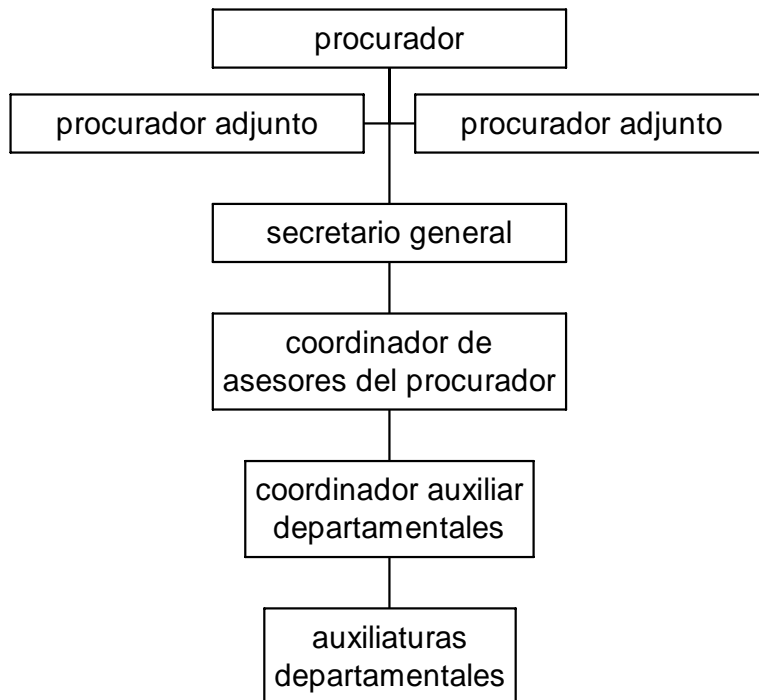 procurador
procurador adjunto
procurador adjunto
secretario general
coordinador de
asesores del procurador
coordinador auxiliar
departamentales
auxiliaturas
departamentales